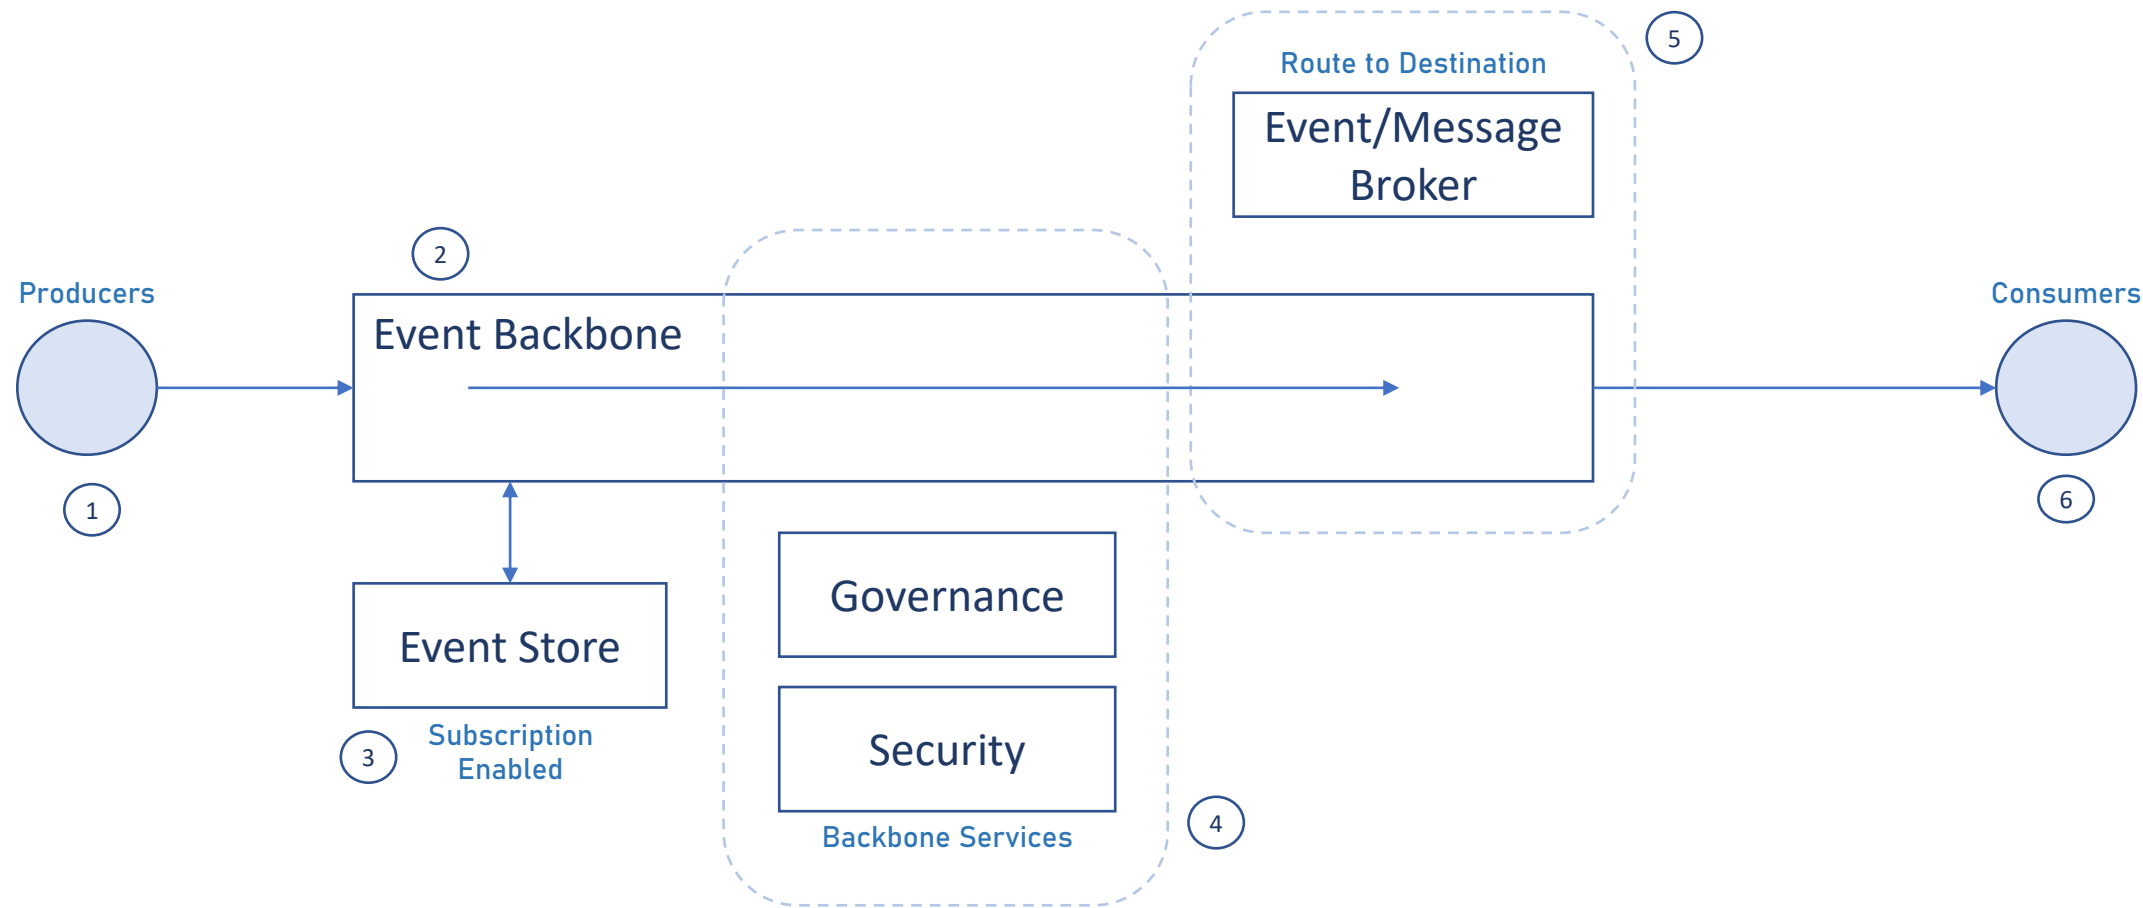 5
Route to Destination
Event/Message
Broker
2
Producers
Consumers
Event Backbone
1
6
Governance
Event Store
Security
Subscription
Enabled
3
4
Backbone Services